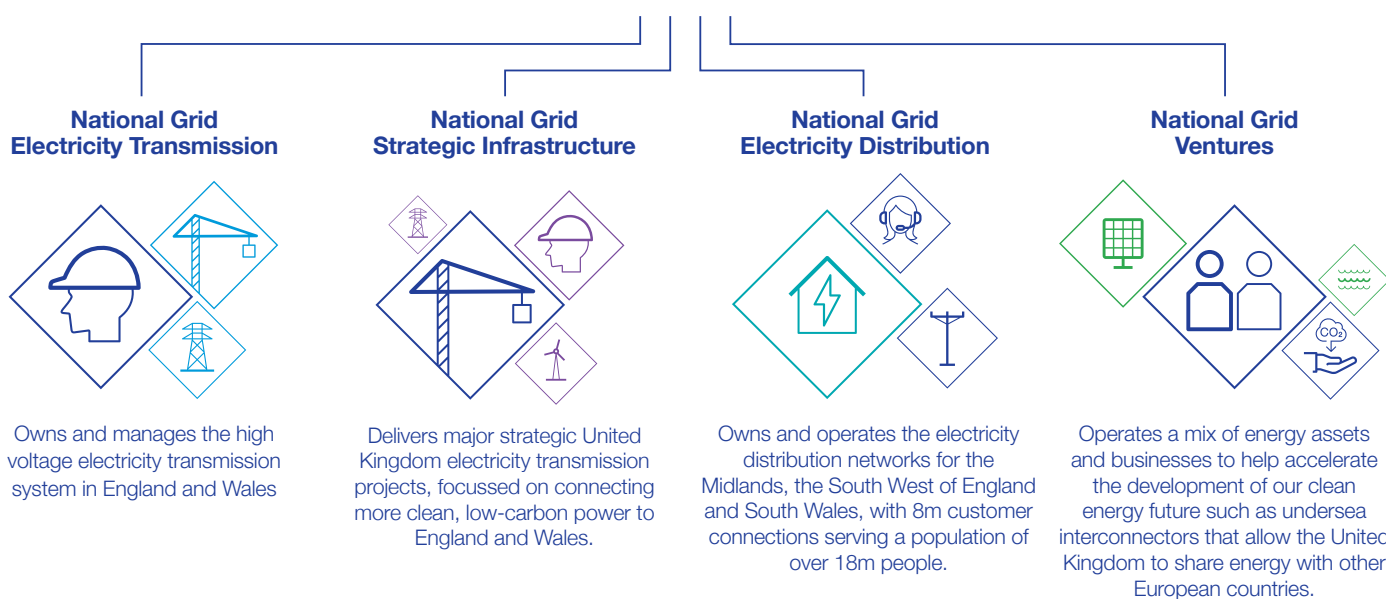 National Grid
Electricity Transmission
National Grid
Strategic Infrastructure
National Grid
Electricity Distribution
National Grid
Ventures
CO₂
Owns and manages the high
voltage electricity transmission
system in England and Wales
Delivers major strategic United
Kingdom electricity transmission
projects, focussed on connecting
more clean, low-carbon power to
England and Wales.
Owns and operates the electricity
distribution networks for the
Midlands, the South West of England
and South Wales, with 8m customer
connections serving a population of
over 18m people.
Operates a mix of energy assets
and businesses to help accelerate
the development of our clean
energy future such as undersea
interconnectors that allow the United
Kingdom to share energy with other
European countries.